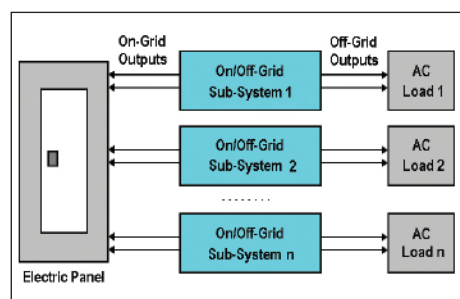 On-Grid
Outputs
Off-Grid
Outputs
On/Off-Grid
Sub-System 1
AC
Load 1
On/Off-Grid
Sub-System 2
AC
Load 2
........
On/Off-Grid
Sub-System n
AC
Load n
Electric Panel